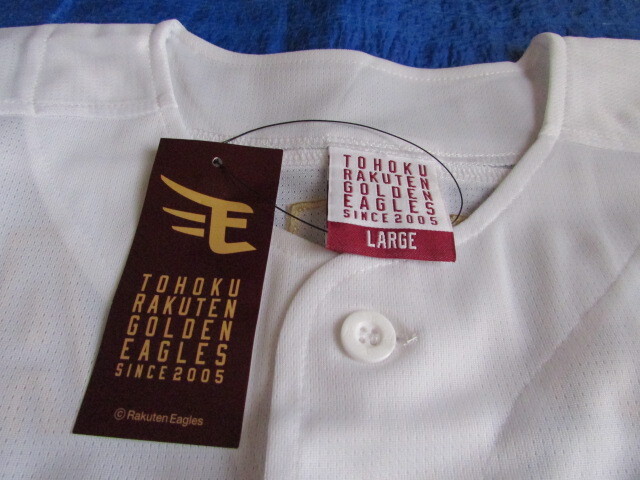 TOHOKU
RAKUTEN
GOLDEN
EAGLES
SINCE 2005
© Rakuten Eagles
TOHOKU
RAKUTEN
GOLDEN
EAGLES
SINCE 2005
LARGE